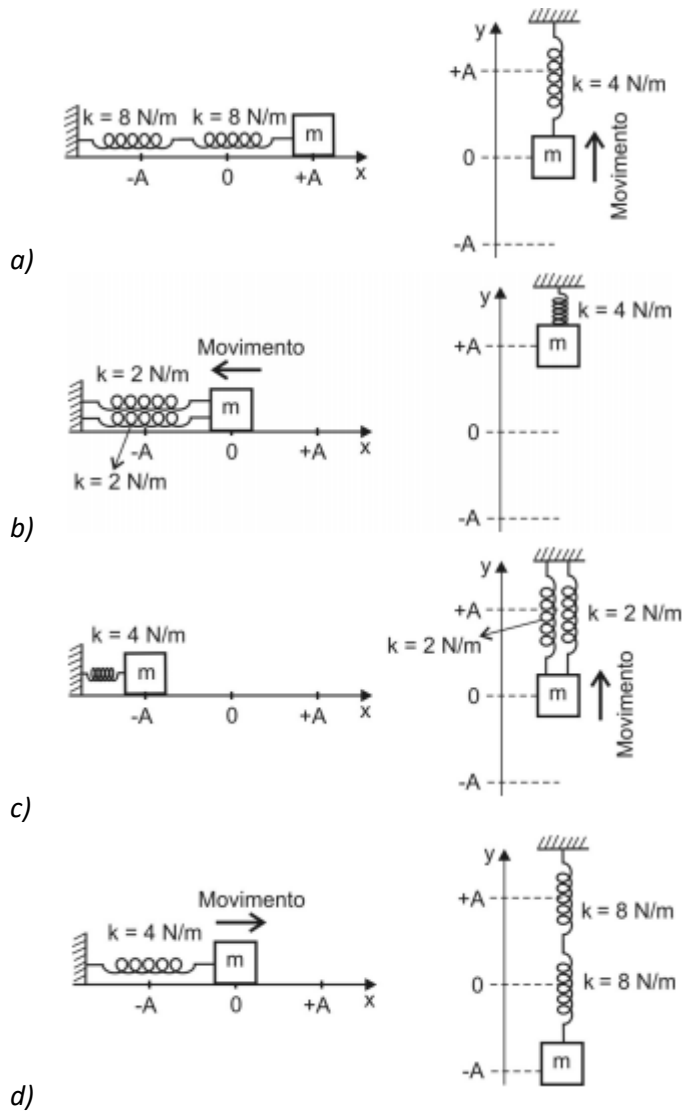 y
+A
k = 4 N/m
k = 8 N/m k = 8 N/m
m
-A 0 +A x
0
m
Movimento
-A
a)
y
k = 4 N/m
+A
m
Movimento
k = 2 N/m
m
0
-A 0 +A x
k = 2 N/m
-A
b)
y
+A
k = 2 N/m
k = 4 N/m
k = 2 N/m
m
-A 0 +A x
0
m
Movimento
-A
c)
y
+A
k = 8 N/m
Movimento
k = 4 N/m
m
0
k = 8 N/m
-A 0 +A x
-A
m
d)